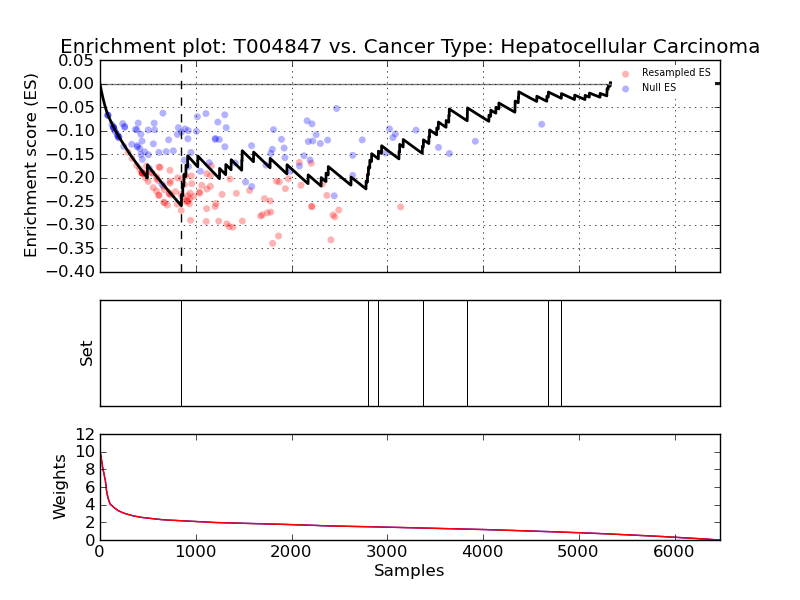 Enrichment plot: T004847 vs. Cancer Type: Hepatocellular Carcinoma
Enrichment score (ES)
0.05
0.00
−0.05
−0.10
−0.15
−0.20
−0.25
−0.30
−0.35
−0.40
Resampled ES
Null ES
Set
Weights
12
10
8
6
4
2
0
0 1000 2000 3000 4000 5000 6000
Samples